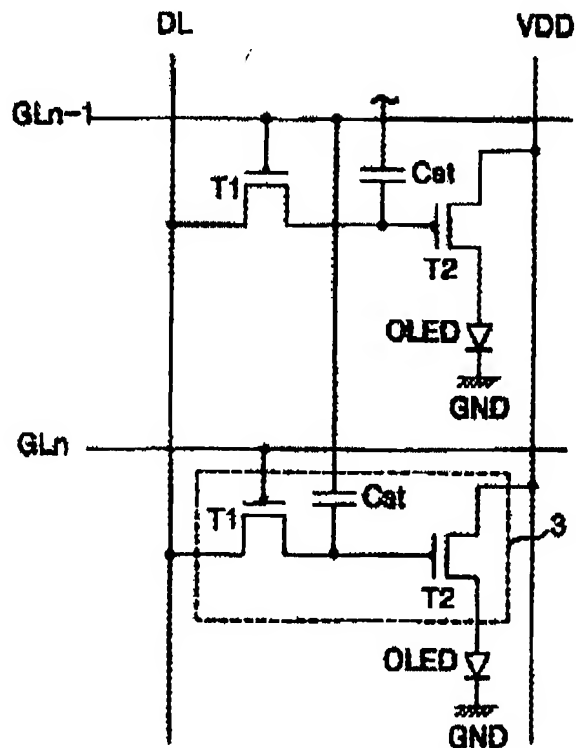 DL
VDD
GLn-1
T1
Cst
T2
OLED
GND
GLn
T1
Cst
3
T2
OLED
GND